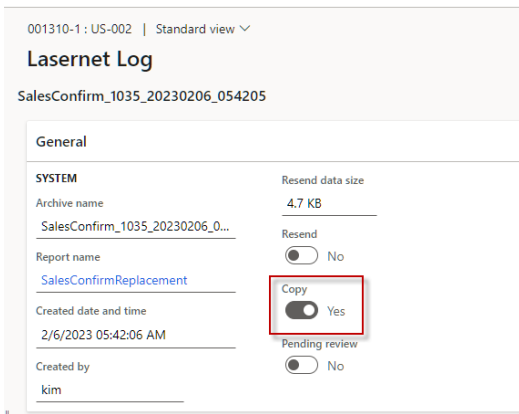 001310-1 : US-002 | Standard view
Lasernet Log
SalesConfirm_1035_20230206_054205
General
SYSTEM
Archive name
SalesConfirm_1035_20230206_0...
Report name
SalesConfirmReplacement
Created date and time
2/6/2023 05:42:06 AM
Created by
kim
Resend data size
4.7 KB
Resend
No
Copy
Yes
Pending review
No